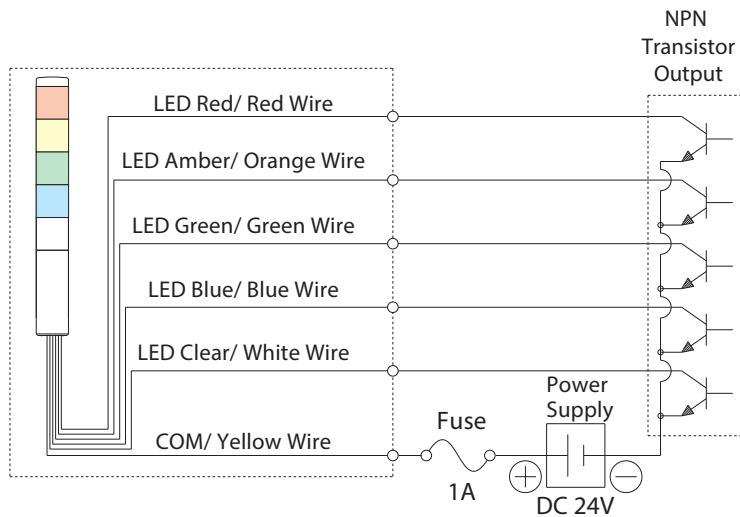 NPN
Transistor
Output
LED Red/ Red Wire
LED Amber/ Orange Wire
LED Green/ Green Wire
LED Blue/ Blue Wire
LED Clear/ White Wire
COM/ Yellow Wire
Fuse
1A
Power
Supply
+
−
DC 24V